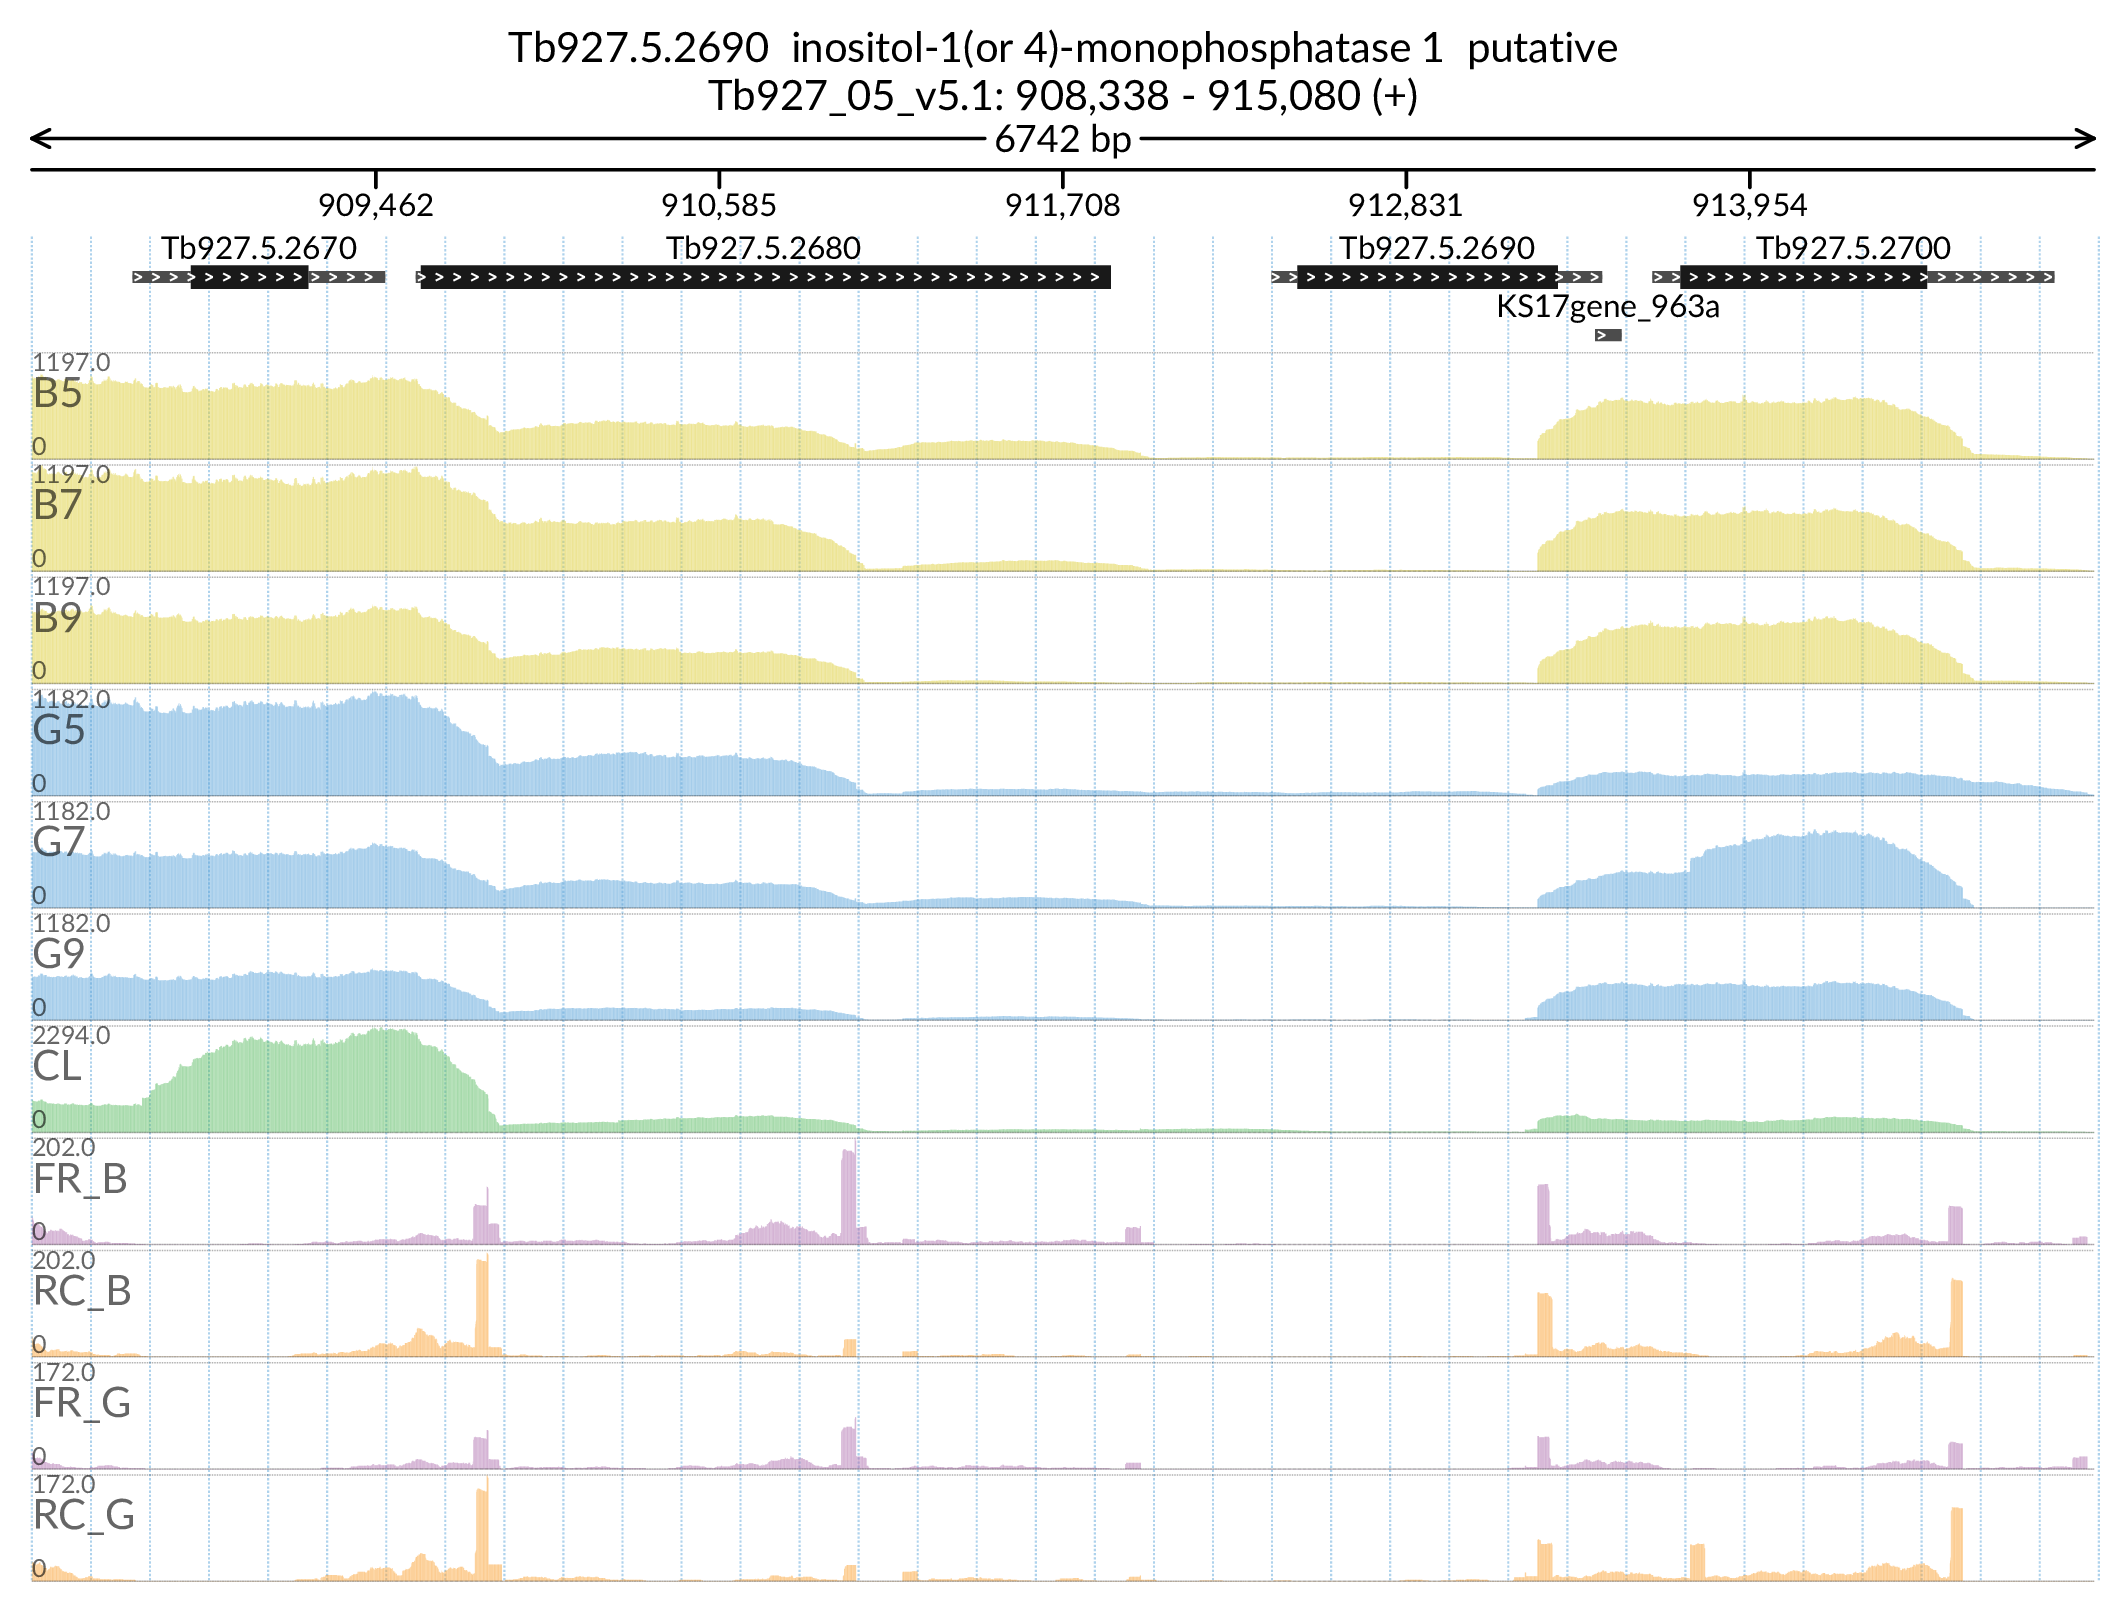 Tb927.5.2690  inositol-1(or 4)-monophosphatase 1  putative
Tb927_05_v5.1: 908,338 - 915,080 (+)
6742 bp
909,462 910,585 911,708 912,831 913,954
Tb927.5.2670 Tb927.5.2680 Tb927.5.2690 Tb927.5.2700
KS17gene_963a
1197.0
B5
0
1197.0
B7
0
1197.0
B9
0
1182.0
G5
0
1182.0
G7
0
1182.0
G9
0
2294.0
CL
0
202.0
FR_B
0
202.0
RC_B
0
172.0
FR_G
0
172.0
RC_G
0